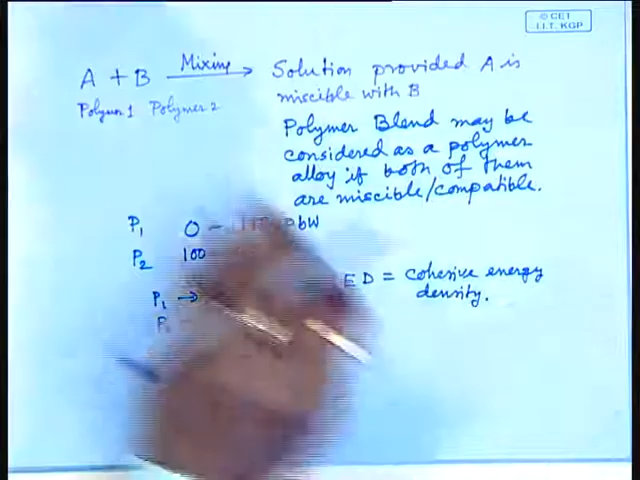 © CET
I.I.T. KGP
A + B Mixing → Solution provided A is
Polymer 1 Polymer 2 miscible with B
Polymer Blend may be
considered as a polymer
alloy if both of them
are miscible/compatible.
P₁ 0 – pbW
P₂ 100
ED = cohesive energy
density.
P₁ →